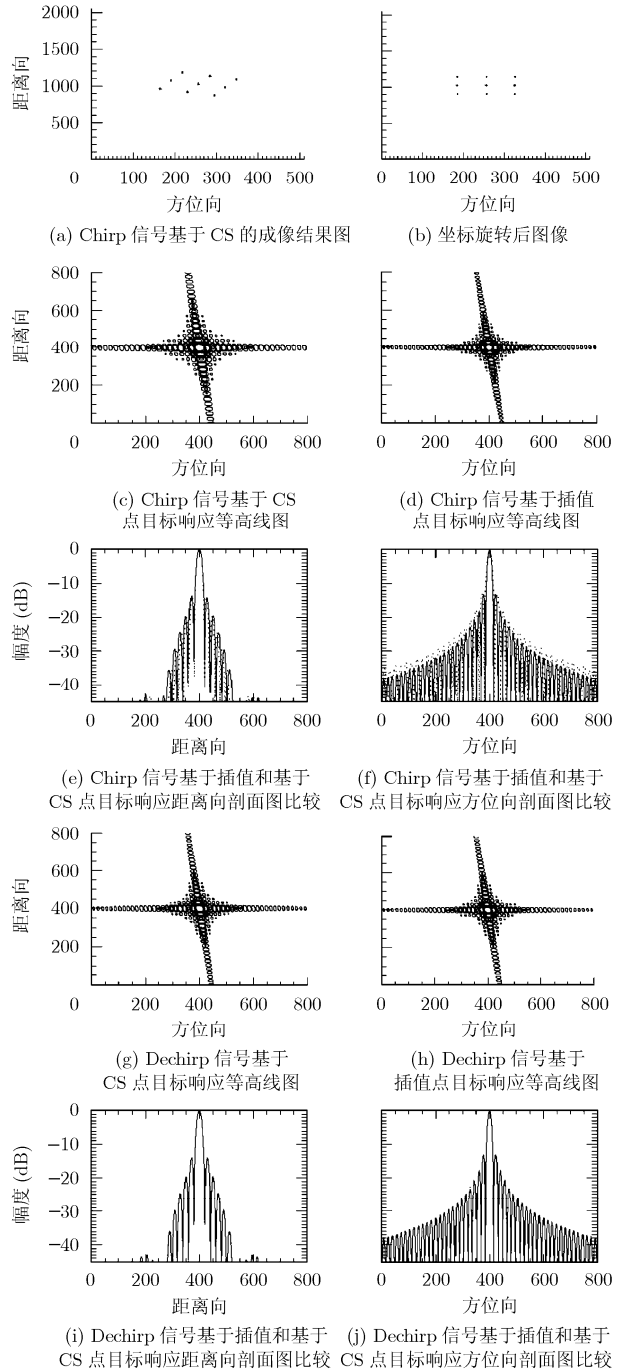 2000
1500
1000
500
0
距离向
100 200 300 400 500
方位向
(a) Chirp 信号基于 CS 的成像结果图
0 100 200 300 400 500
方位向
(b) 坐标旋转后图像
800
600
400
200
0
距离向
200 400 600 800
方位向
(c) Chirp 信号基于 CS
点目标响应等高线图
0 200 400 600 800
方位向
(d) Chirp 信号基于插值
点目标响应等高线图
0
−10
−20
−30
−40
幅度 (dB)
0 200 400 600 800
距离向
(e) Chirp 信号基于插值和基于
CS 点目标响应距离向剖面图比较
0 200 400 600 800
方位向
(f) Chirp 信号基于插值和基于
CS 点目标响应方位向剖面图比较
800
600
400
200
0
距离向
200 400 600 800
方位向
(g) Dechirp 信号基于
CS 点目标响应等高线图
0 200 400 600 800
方位向
(h) Dechirp 信号基于
插值点目标响应等高线图
0
−10
−20
−30
−40
幅度 (dB)
0 200 400 600 800
距离向
(i) Dechirp 信号基于插值和基于
CS 点目标响应距离向剖面图比较
0 200 400 600 800
方位向
(j) Dechirp 信号基于插值和基于
CS 点目标响应方位向剖面图比较